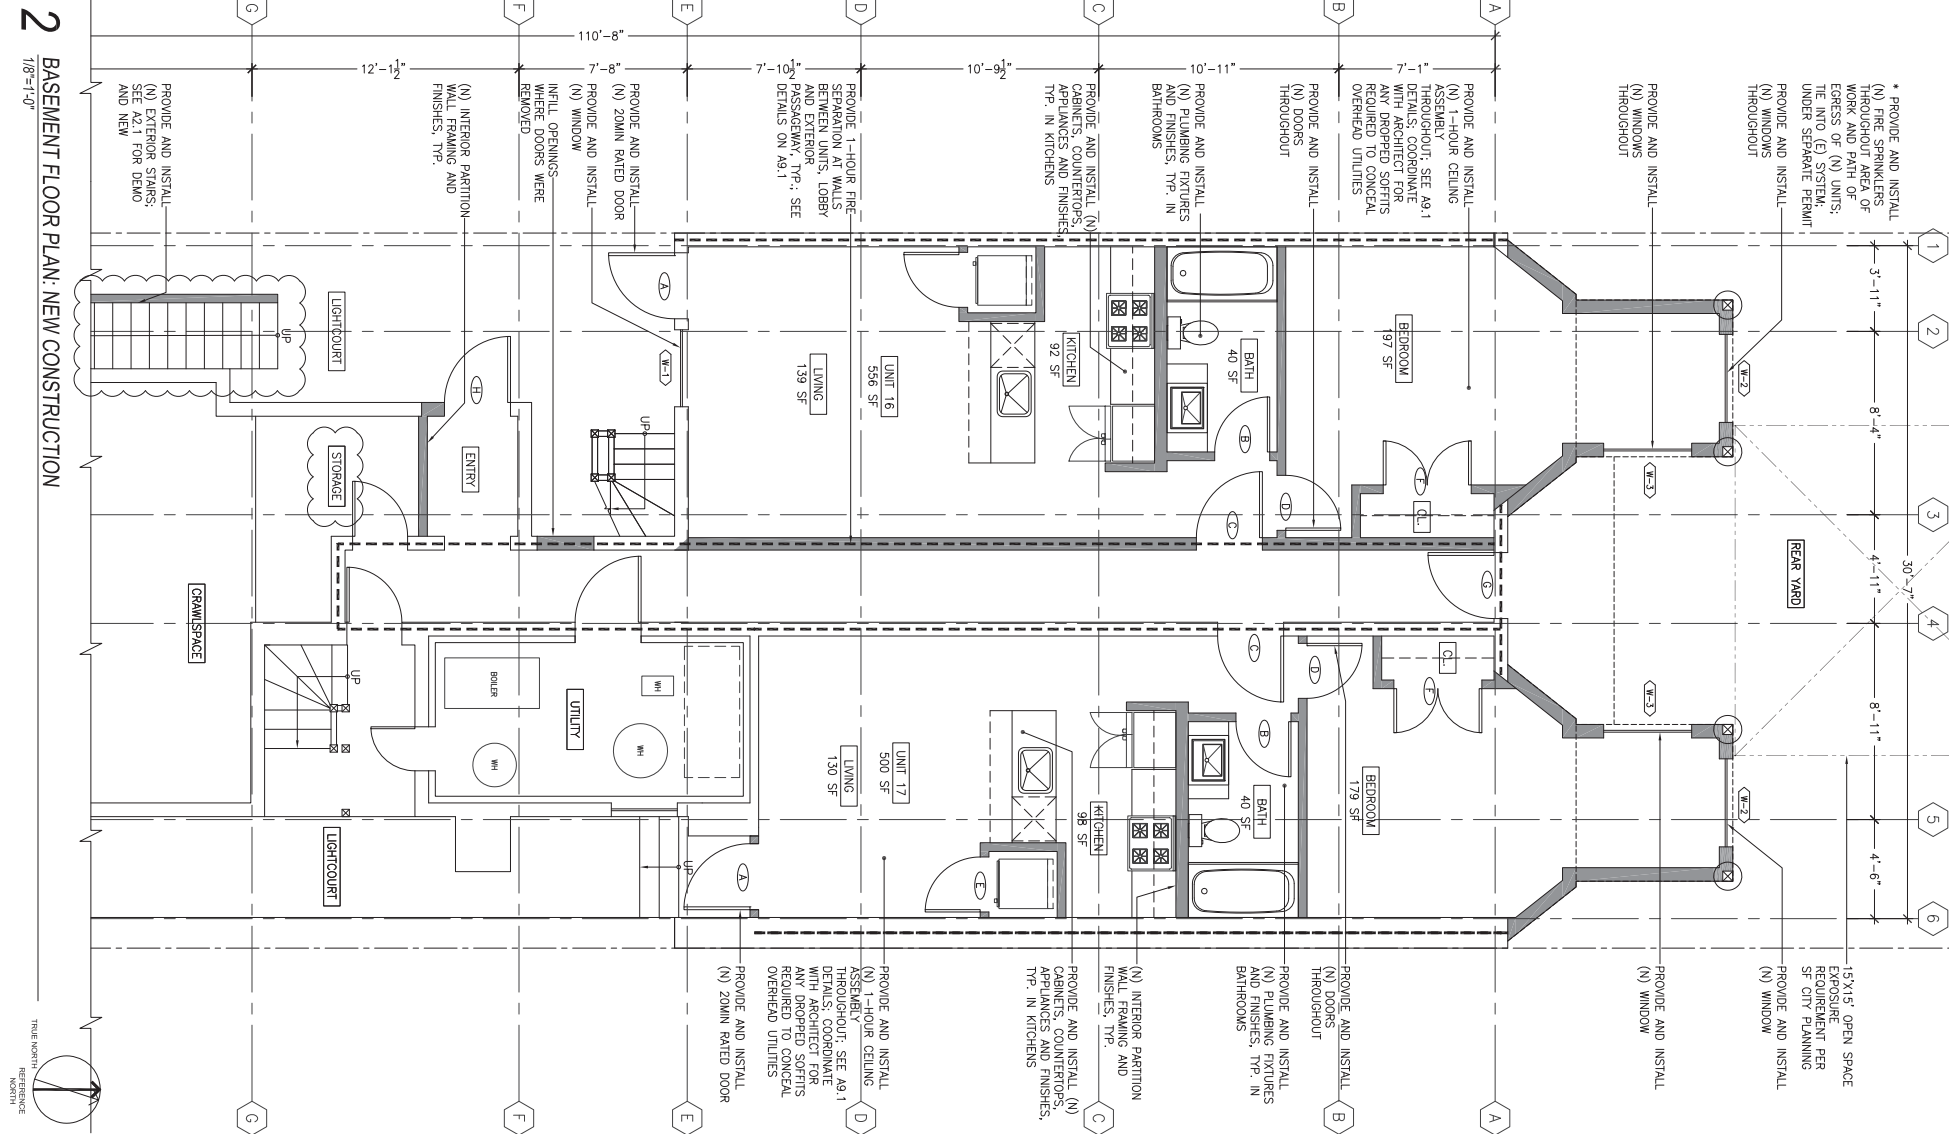 2
BASEMENT FLOOR PLAN: NEW CONSTRUCTION
1/8"=1'-0"
G
F
E
D
C
B
A
110'-8"
12'-1½"
7'-8"
7'-10½"
10'-9½"
10'-11"
7'-1"
PROVIDE AND INSTALL
(N) EXTERIOR STAIRS;
SEE A2.1 FOR DEMO
AND NEW
(N) INTERIOR PARTITION
WALL FRAMING AND
FINISHES, TYP.
INFILL OPENINGS
WHERE DOORS WERE
REMOVED
PROVIDE AND INSTALL
(N) WINDOW
PROVIDE AND INSTALL
(N) 20MIN RATED DOOR
PROVIDE 1-HOUR FIRE
SEPARATION AT WALLS
BETWEEN UNITS, LOBBY
AND EXTERIOR
PASSAGEWAY, TYP.; SEE
DETAILS ON A9.1
PROVIDE AND INSTALL (N)
CABINETS, COUNTERTOPS,
APPLIANCES AND FINISHES,
TYP. IN KITCHENS
PROVIDE AND INSTALL
(N) PLUMBING FIXTURES
AND FINISHES, TYP. IN
BATHROOMS
PROVIDE AND INSTALL
(N) DOORS
THROUGHOUT
PROVIDE AND INSTALL
(N) 1-HOUR CEILING
ASSEMBLY
THROUGHOUT; SEE A9.1
DETAILS; COORDINATE
WITH ARCHITECT FOR
ANY DROPPED SOFFITS
REQUIRED TO CONCEAL
OVERHEAD UTILITIES
PROVIDE AND INSTALL
(N) WINDOWS
THROUGHOUT
PROVIDE AND INSTALL
(N) WINDOWS
THROUGHOUT
* PROVIDE AND INSTALL
(N) FIRE SPRINKLERS
THROUGHOUT AREA OF
WORK AND PATH OF
EGRESS OF (N) UNITS;
TIE INTO (E) SYSTEM;
UNDER SEPARATE PERMIT
1
2
3
4
5
6
3'-11"
8'-4"
4'-11"
8'-11"
4'-6"
30'-7"
LIGHTCOURT
UP
STORAGE
H
ENTRY
CRAWLSPACE
A
W-1
UP
UNIT 16
556 SF
LIVING
139 SF
KITCHEN
92 SF
BATH
40 SF
BEDROOM
197 SF
B
C
D
F
CL.
W-2
W-3
REAR YARD
G
UP
BOILER
WH
UTILITY
WH
WH
LIGHTCOURT
UP
A
UNIT 17
500 SF
LIVING
130 SF
E
KITCHEN
98 SF
BATH
40 SF
BEDROOM
179 SF
B
C
D
F
CL.
W-3
W-2
PROVIDE AND INSTALL
(N) 20MIN RATED DOOR
PROVIDE AND INSTALL
(N) 1-HOUR CEILING
ASSEMBLY
THROUGHOUT; SEE A9.1
DETAILS; COORDINATE
WITH ARCHITECT FOR
ANY DROPPED SOFFITS
REQUIRED TO CONCEAL
OVERHEAD UTILITIES
PROVIDE AND INSTALL (N)
CABINETS, COUNTERTOPS,
APPLIANCES AND FINISHES,
TYP. IN KITCHENS
(N) INTERIOR PARTITION
WALL FRAMING AND
FINISHES, TYP.
PROVIDE AND INSTALL
(N) PLUMBING FIXTURES
AND FINISHES, TYP. IN
BATHROOMS
PROVIDE AND INSTALL
(N) DOORS
THROUGHOUT
PROVIDE AND INSTALL
(N) WINDOW
PROVIDE AND INSTALL
(N) WINDOW
15'X15' OPEN SPACE
EXPOSURE
REQUIREMENT PER
SF CITY PLANNING
G
F
E
D
C
B
A
TRUE NORTH
REFERENCE
NORTH